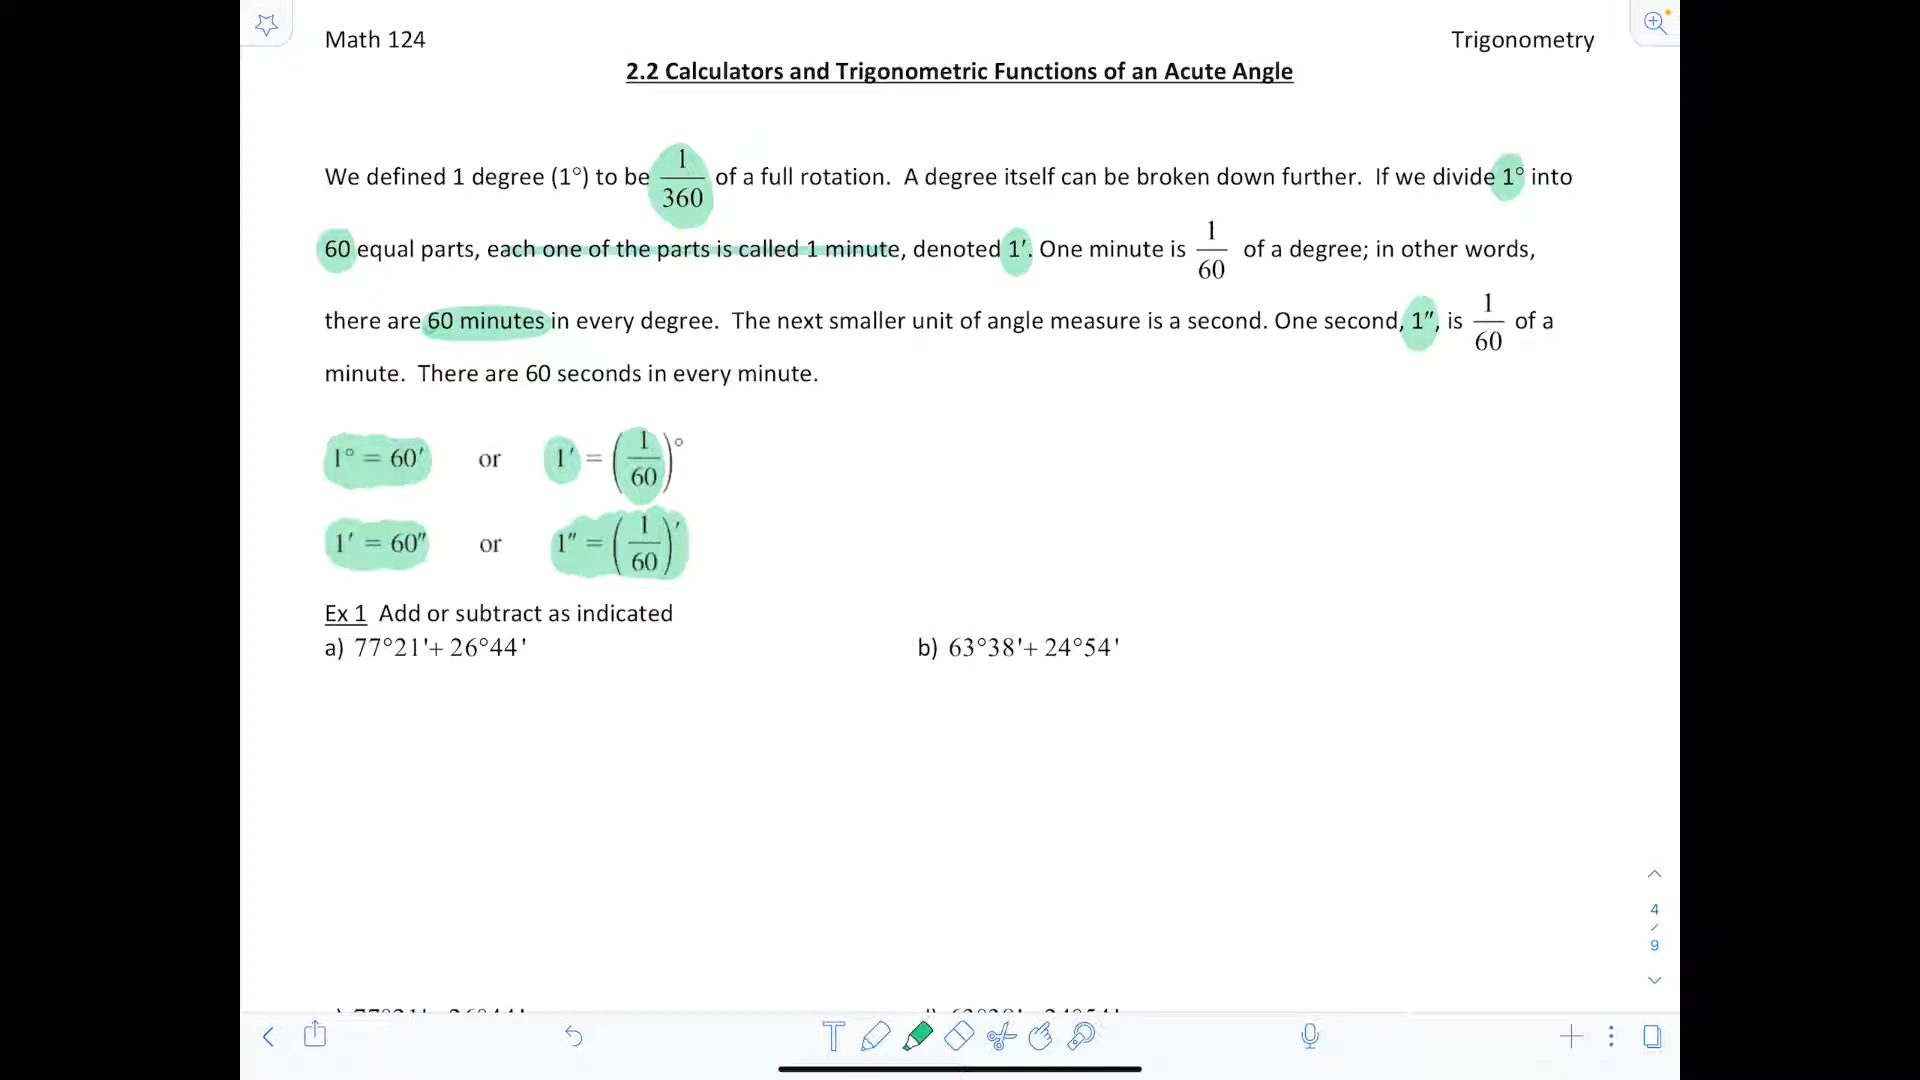 Math 124
Trigonometry
2.2 Calculators and Trigonometric Functions of an Acute Angle
We defined 1 degree (1°) to be 1/360 of a full rotation. A degree itself can be broken down further. If we divide 1° into
60 equal parts, each one of the parts is called 1 minute, denoted 1′. One minute is 1/60 of a degree; in other words,
there are 60 minutes in every degree. The next smaller unit of angle measure is a second. One second, 1″, is 1/60 of a
minute. There are 60 seconds in every minute.
1° = 60′ or 1′ = (1/60)°
1′ = 60″ or 1″ = (1/60)′
Ex 1 Add or subtract as indicated
a) 77°21'+ 26°44'
b) 63°38'+ 24°54'
4
/
9
T